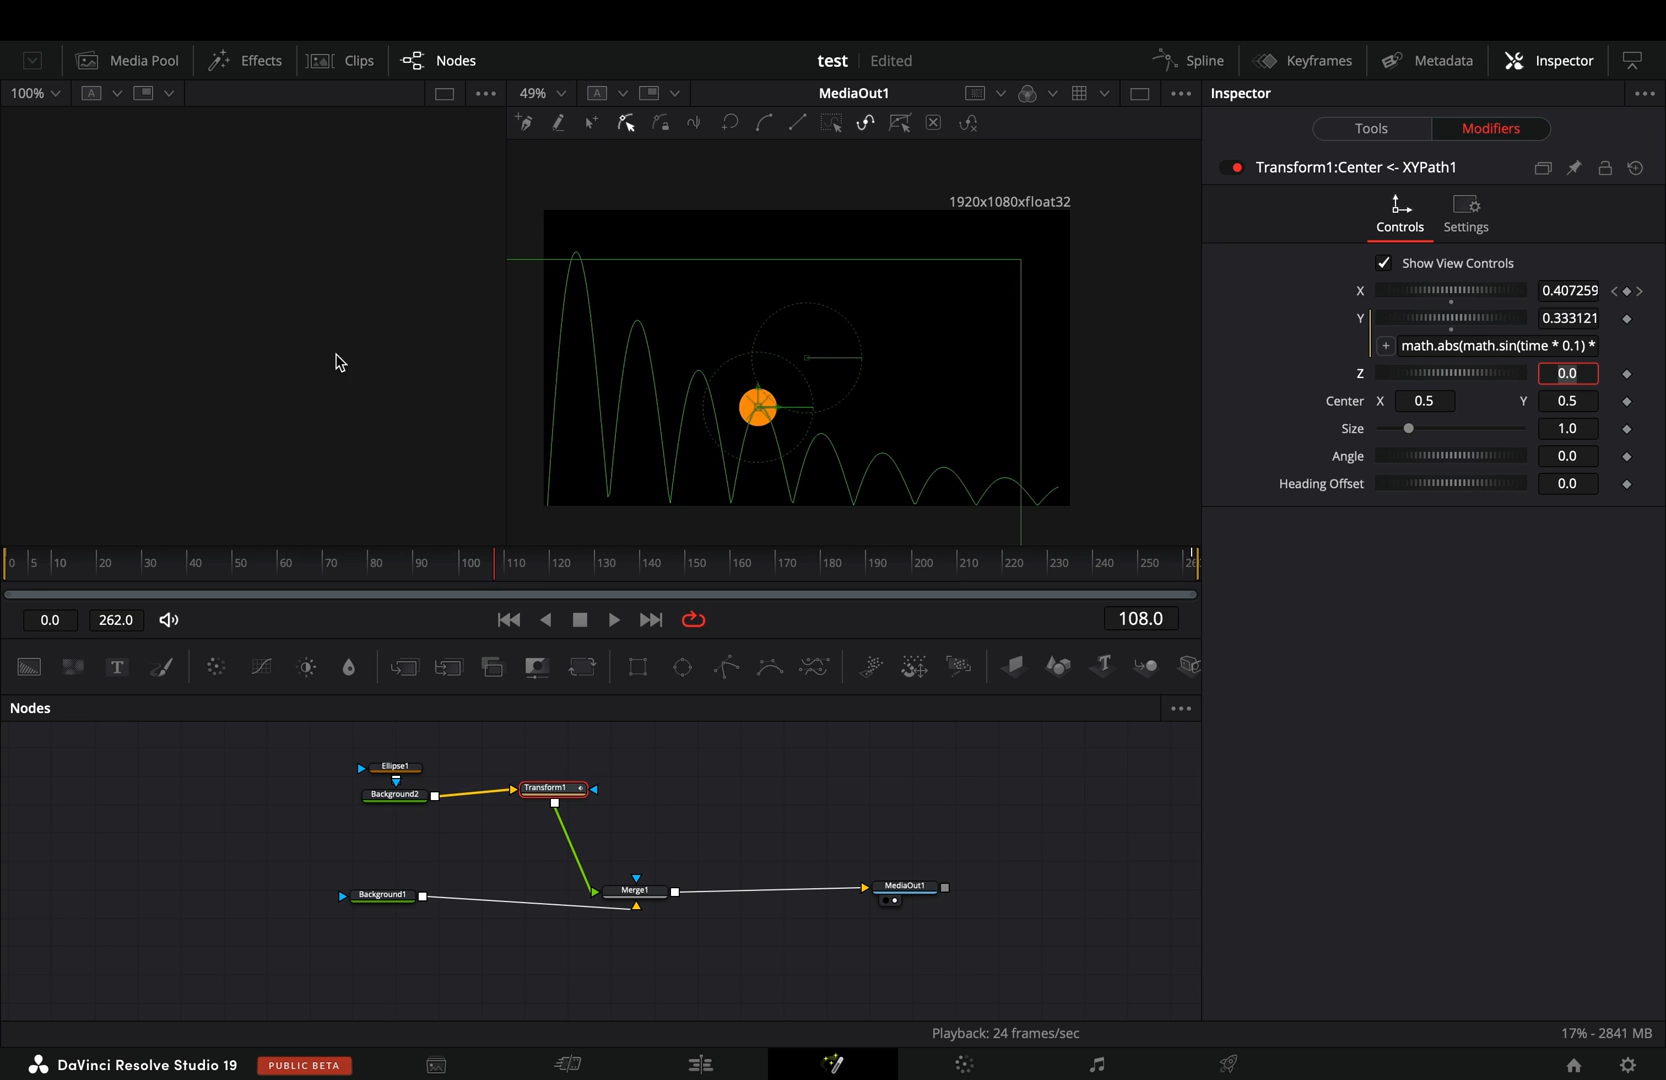 Media Pool Effects Clips Nodes test Edited Spline Keyframes Metadata Inspector
100% A 49% A MediaOut1 Inspector
Tools Modifiers
Transform1:Center <- XYPath1
1920x1080xfloat32
Controls Settings
Show View Controls
X 0.407259
Y 0.333121
+ math.abs(math.sin(time * 0.1) *
Z 0.0
Center X 0.5 Y 0.5
Size 1.0
Angle 0.0
Heading Offset 0.0
0 5 10 20 30 40 50 60 70 80 90 100 110 120 130 140 150 160 170 180 190 200 210 220 230 240 250 26
0.0 262.0 108.0
T T
Nodes
Ellipse1
Background2 Transform1
Background1 Merge1 MediaOut1
Playback: 24 frames/sec 17% - 2841 MB
DaVinci Resolve Studio 19 PUBLIC BETA